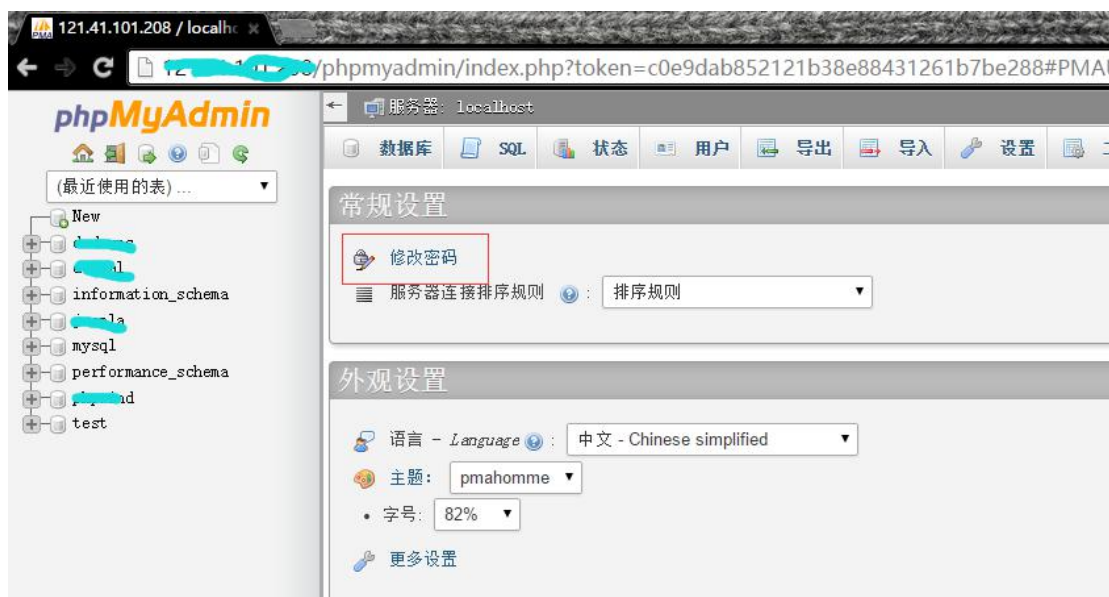 121.41.101.208 / localh
/phpmyadmin/index.php?token=c0e9dab852121b38e88431261b7be288#PMAU
phpMyAdmin
(最近使用的表) ...
New
information_schema
mysql
performance_schema
test
服务器: localhost
数据库 SQL 状态 用户 导出 导入 设置
常规设置
修改密码
服务器连接排序规则 : 排序规则
外观设置
语言 - Language : 中文 - Chinese simplified
主题: pmahomme
字号: 82%
更多设置